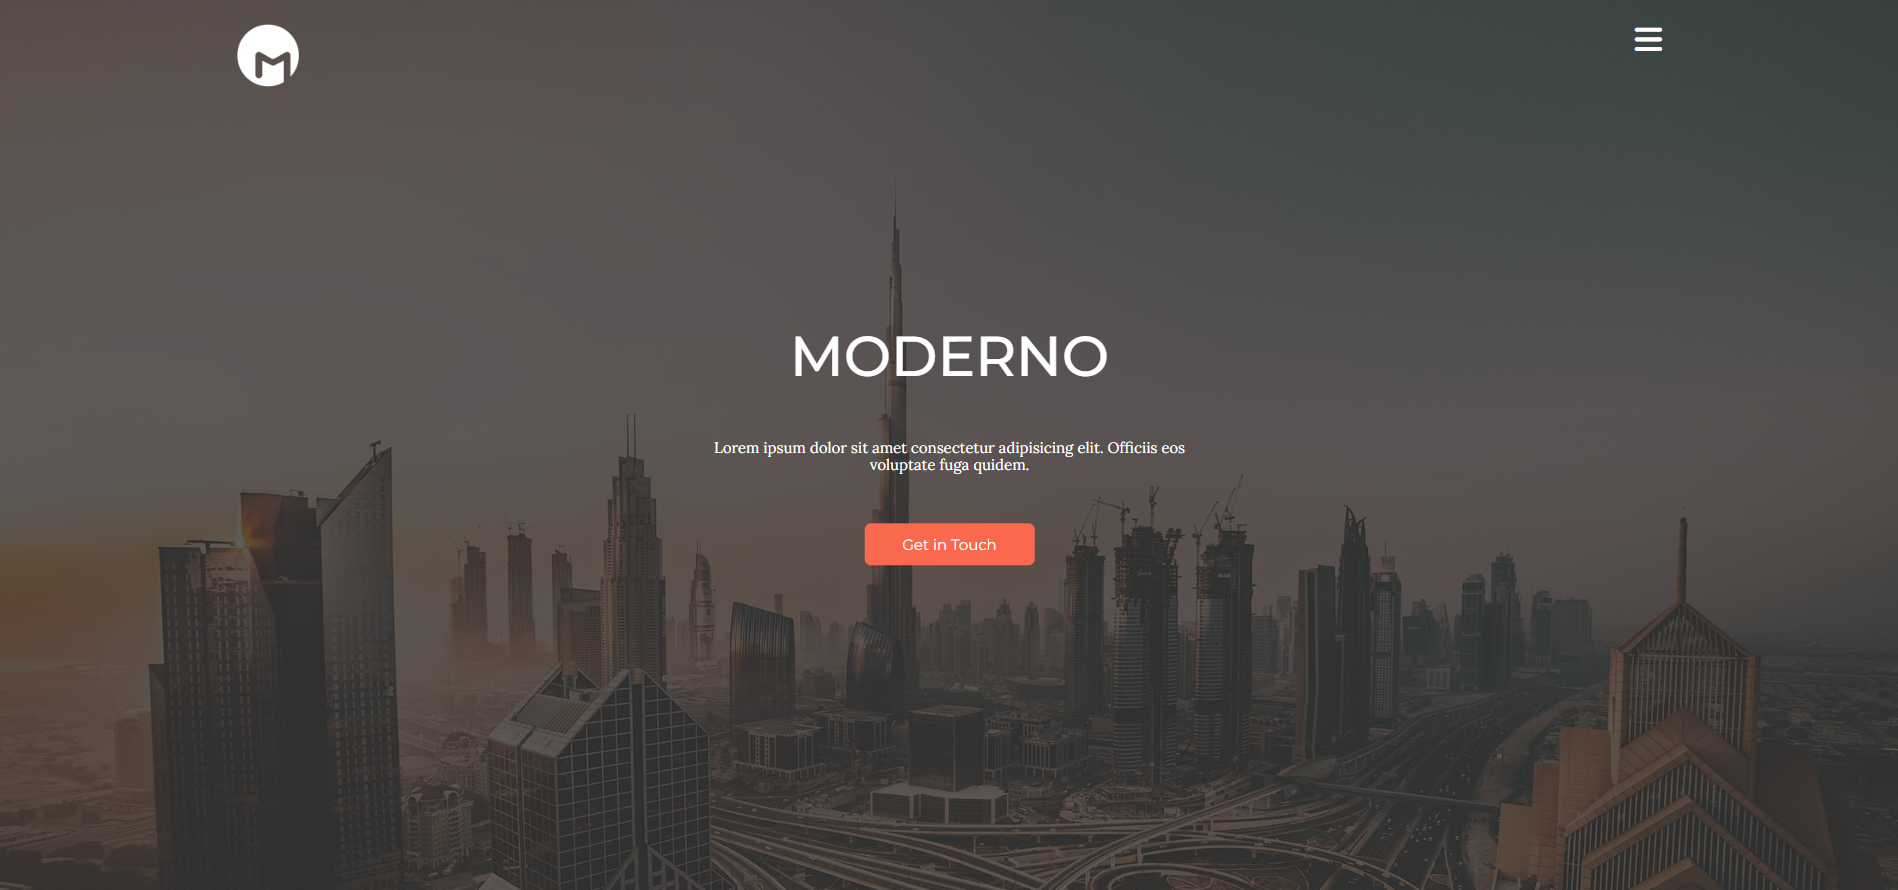 M
MODERNO
Lorem ipsum dolor sit amet consectetur adipisicing elit. Officiis eos
voluptate fuga quidem.
Get in Touch